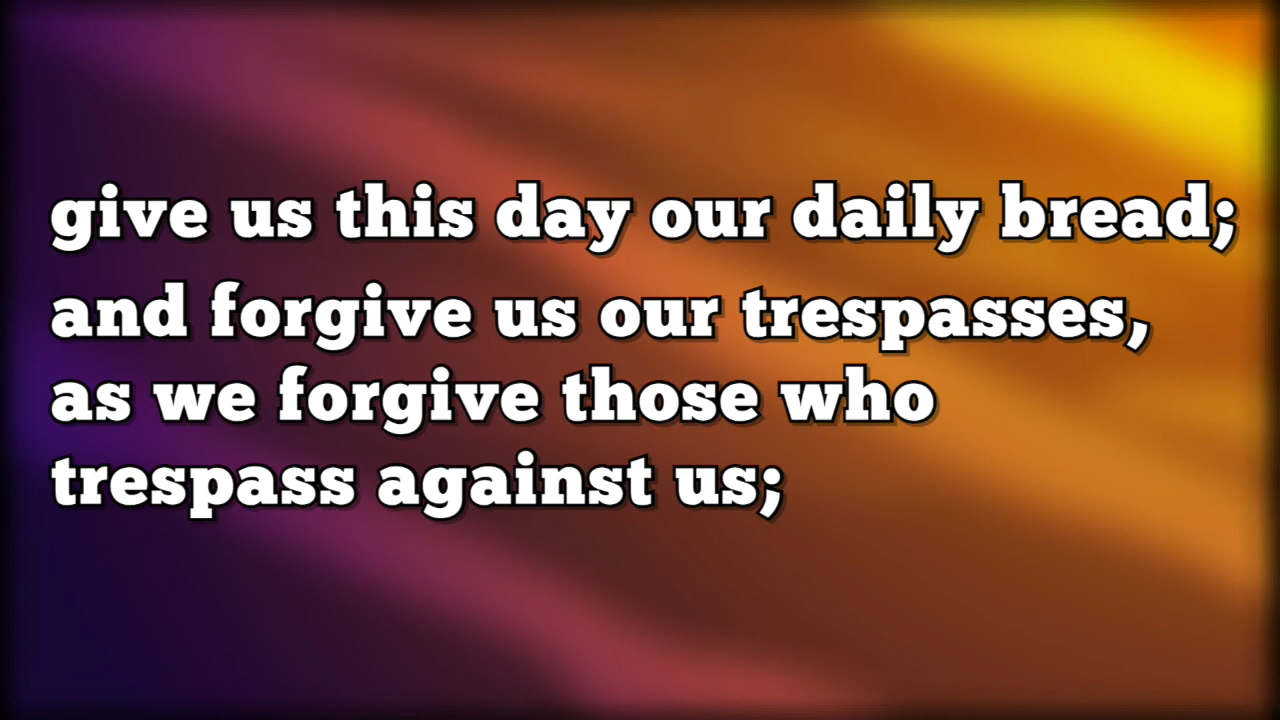 give us this day our daily bread;
and forgive us our trespasses,
as we forgive those who
trespass against us;